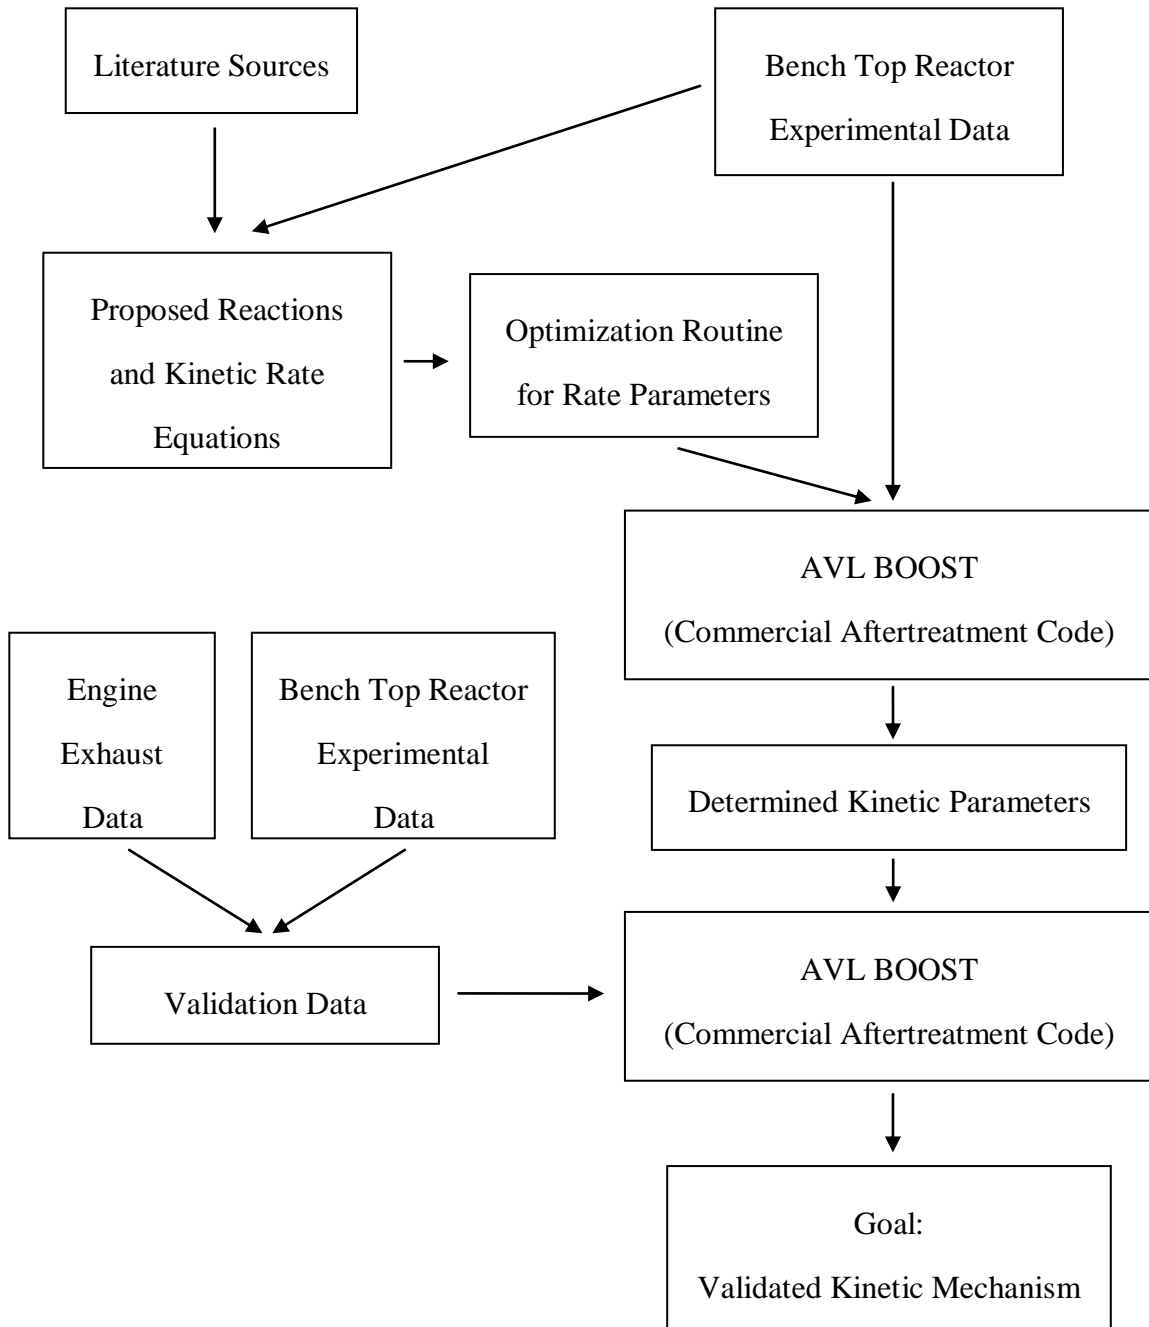 Literature Sources
Bench Top Reactor
Experimental Data
Proposed Reactions
and Kinetic Rate
Equations
Optimization Routine
for Rate Parameters
AVL BOOST
(Commercial Aftertreatment Code)
Engine
Exhaust
Data
Bench Top Reactor
Experimental
Data
Determined Kinetic Parameters
Validation Data
AVL BOOST
(Commercial Aftertreatment Code)
Goal:
Validated Kinetic Mechanism